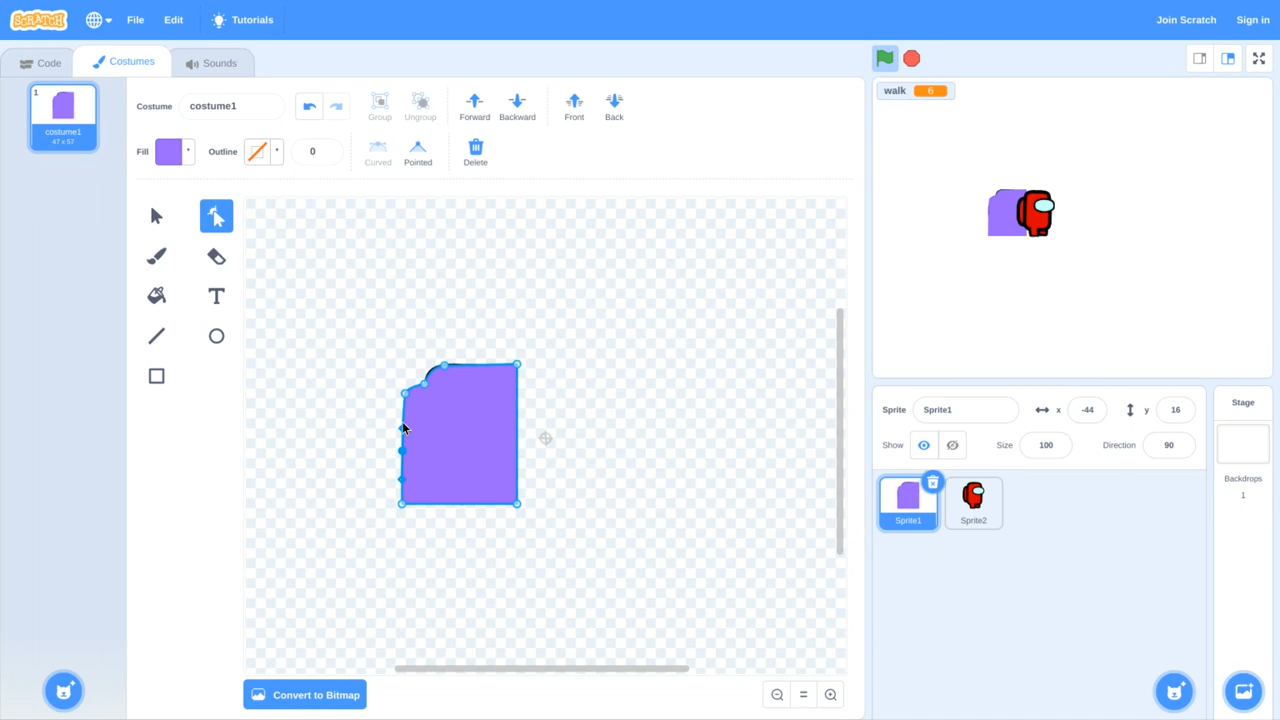 SCRATCH File Edit Tutorials Join Scratch Sign in
Code Costumes Sounds
1
costume1
47 x 57
Costume costume1
Group Ungroup Forward Backward Front Back
Fill Outline 0
Curved Pointed Delete
Convert to Bitmap
walk 6
Sprite Sprite1 x -44 y 16
Show Size 100 Direction 90
Sprite1 Sprite2
Stage
Backdrops
1